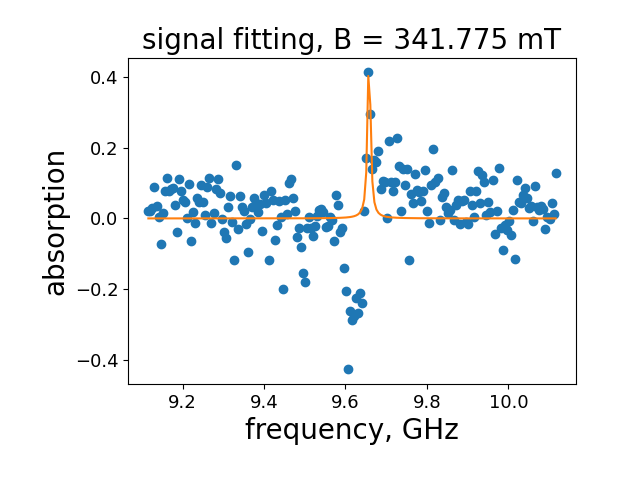 signal fitting, B = 341.775 mT
absorption
0.4
0.2
0.0
−0.2
−0.4
9.2 9.4 9.6 9.8 10.0
frequency, GHz